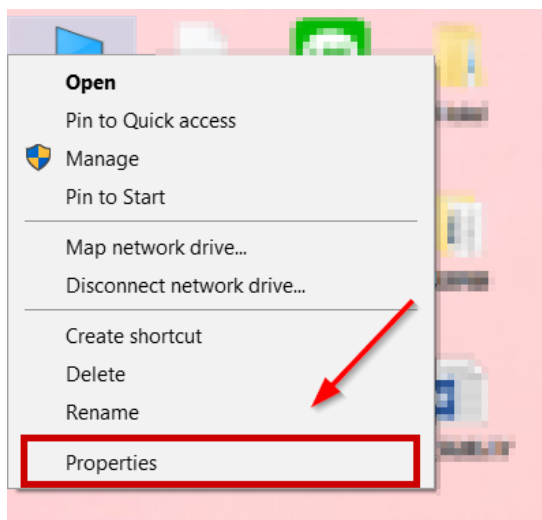 Open
Pin to Quick access
Manage
Pin to Start
Map network drive...
Disconnect network drive...
Create shortcut
Delete
Rename
Properties